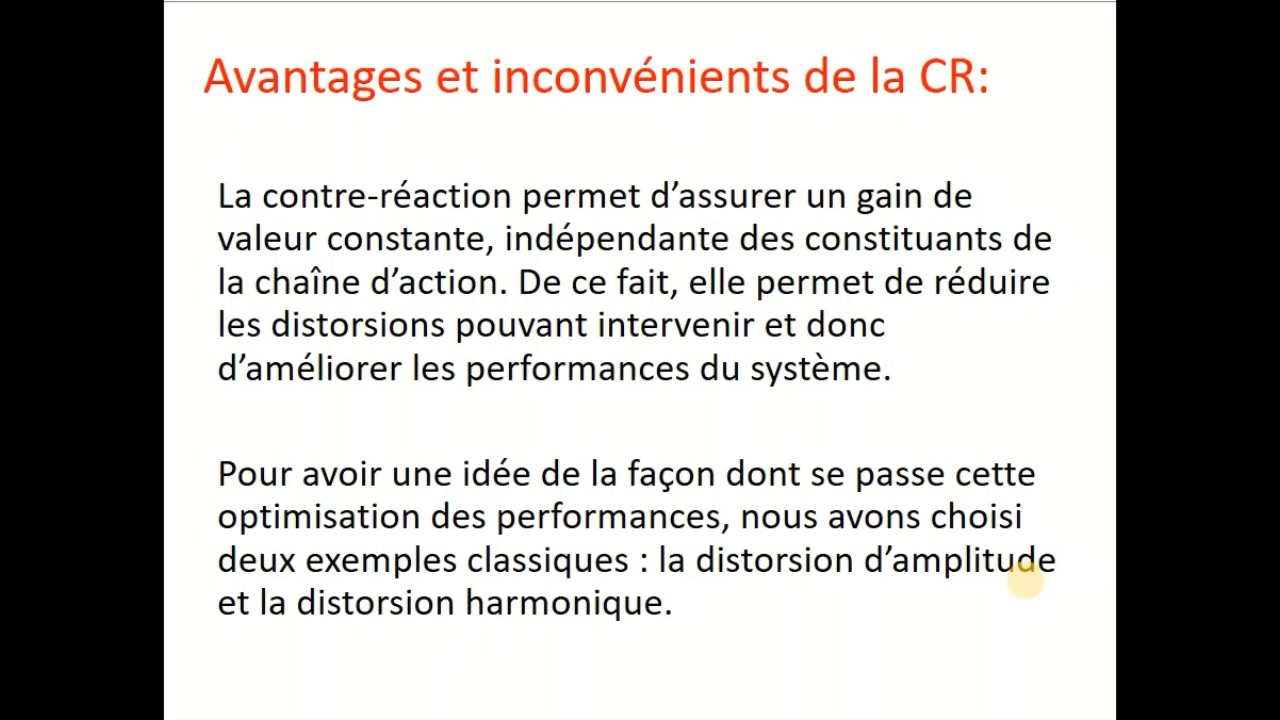 Avantages et inconvénients de la CR:
La contre-réaction permet d’assurer un gain de
valeur constante, indépendante des constituants de
la chaîne d’action. De ce fait, elle permet de réduire
les distorsions pouvant intervenir et donc
d’améliorer les performances du système.
Pour avoir une idée de la façon dont se passe cette
optimisation des performances, nous avons choisi
deux exemples classiques : la distorsion d’amplitude
et la distorsion harmonique.